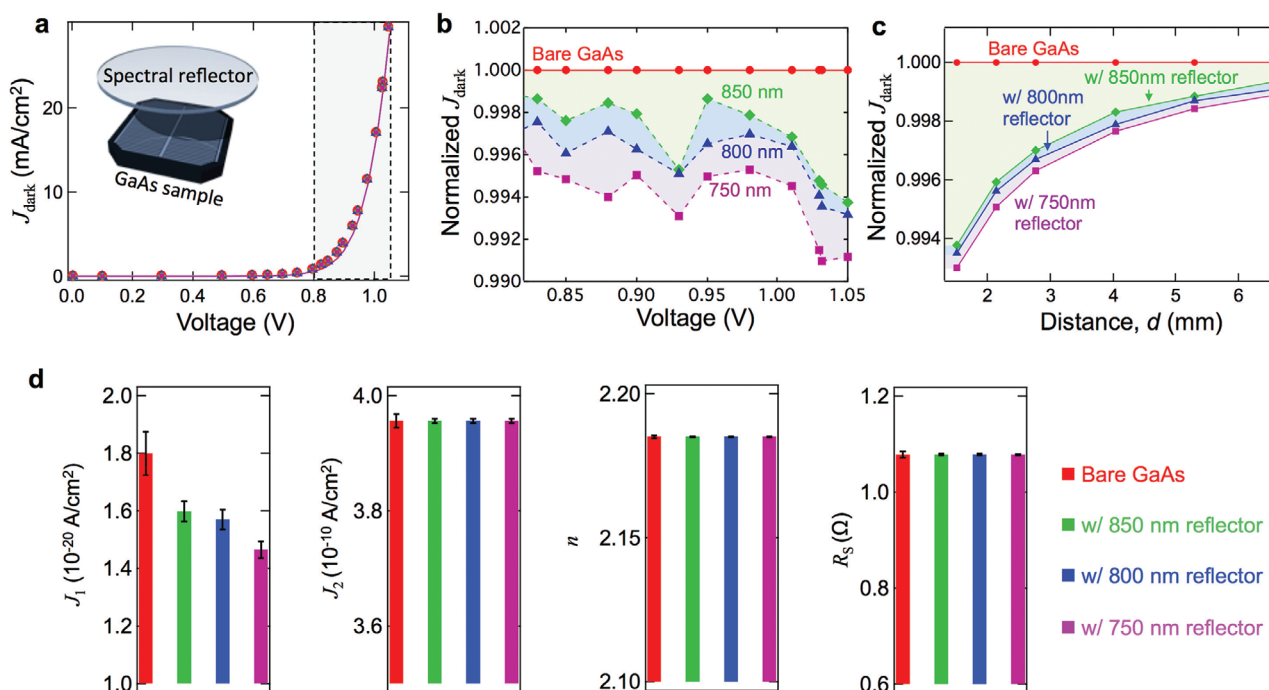 a
J_dark (mA/cm²)
20
10
0
Spectral reflector
GaAs sample
0.0 0.2 0.4 0.6 0.8 1.0
Voltage (V)
b
Normalized J_dark
1.002
1.000
0.998
0.996
0.994
0.992
0.990
Bare GaAs
850 nm
800 nm
750 nm
0.85 0.90 0.95 1.00 1.05
Voltage (V)
c
Normalized J_dark
1.000
0.998
0.996
0.994
Bare GaAs
w/ 850nm reflector
w/ 800nm
reflector
w/ 750nm
reflector
2 3 4 5 6
Distance, d (mm)
d
J₁ (10⁻²⁰ A/cm²)
2.0
1.8
1.6
1.4
1.2
1.0
J₂ (10⁻¹⁰ A/cm²)
4.0
3.8
3.6
n
2.20
2.15
2.10
R_S (Ω)
1.2
1.0
0.8
0.6
Bare GaAs
w/ 850 nm reflector
w/ 800 nm reflector
w/ 750 nm reflector